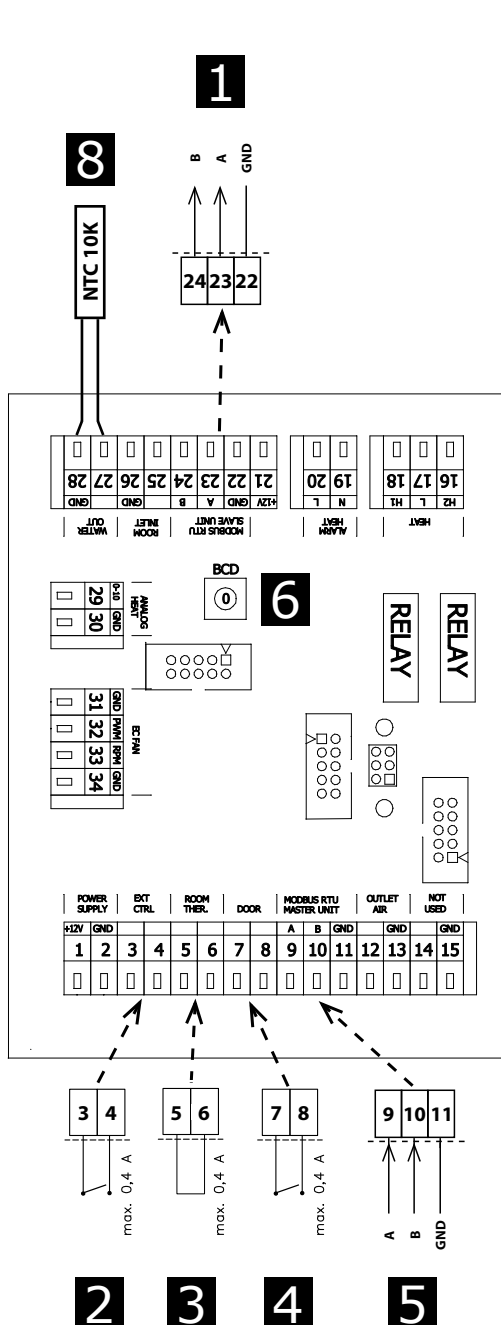 1
8
B A GND
NTC 10K
24 23 22
28 27 26 25 24 23 22 21
GND GND B A GND +12V
WATER OUT
ROOM INLET
MODBUS RTU SLAVE UNIT
20 19
L N
ALARM HEAT
18 17 16
H1 L H2
HEAT
BCD
0
6
29 0-10
30 GND
ANALOG HEAT
RELAY RELAY
31 GND
32 PWM
33 RPM
34 GND
EC FAN
POWER SUPPLY
EXT CTRL
ROOM THER.
DOOR
MODBUS RTU MASTER UNIT
OUTLET AIR
NOT USED
+12V GND A B GND GND GND
1 2 3 4 5 6 7 8 9 10 11 12 13 14 15
3 4
5 6
7 8
9 10 11
max. 0,4 A
max. 0,4 A
max. 0,4 A
A B GND
2 3 4 5